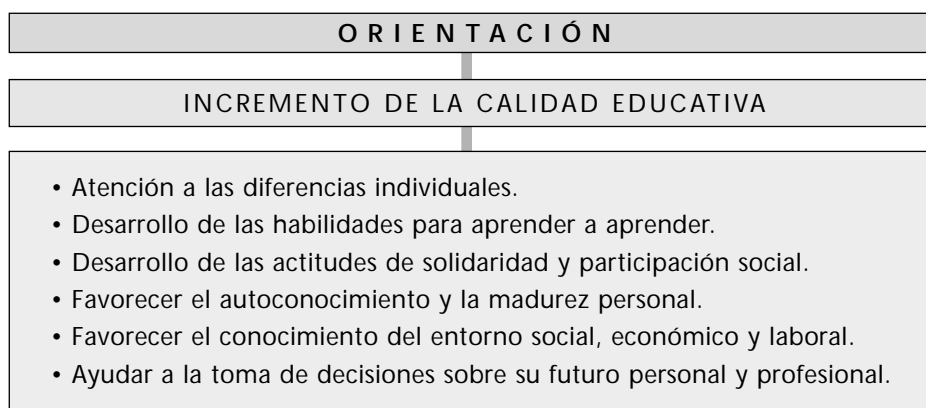 ORIENTACIÓN
INCREMENTO DE LA CALIDAD EDUCATIVA
• Atención a las diferencias individuales.
• Desarrollo de las habilidades para aprender a aprender.
• Desarrollo de las actitudes de solidaridad y participación social.
• Favorecer el autoconocimiento y la madurez personal.
• Favorecer el conocimiento del entorno social, económico y laboral.
• Ayudar a la toma de decisiones sobre su futuro personal y profesional.